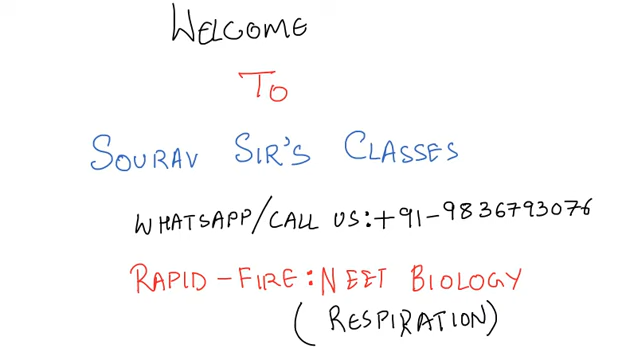 WELCOME
TO
SOURAV SIR'S CLASSES
WHATSAPP/CALL US:+91-9836793076
RAPID-FIRE: NEET BIOLOGY
(RESPIRATION)